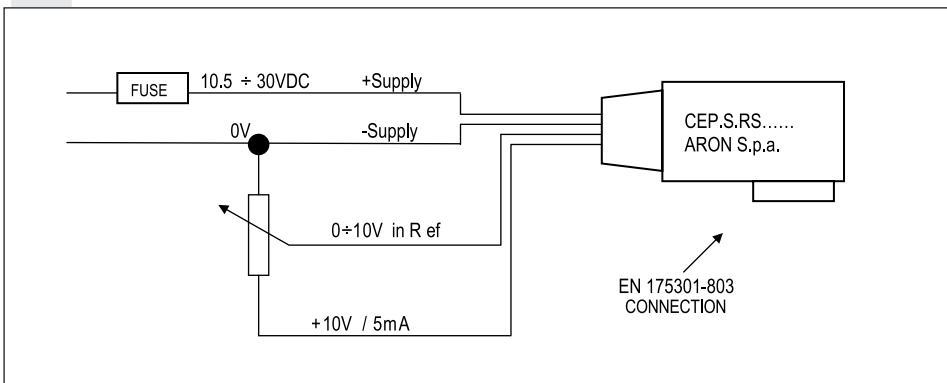 FUSE
10.5 ÷ 30VDC
+Supply
0V
-Supply
CEP.S.RS......
ARON S.p.a.
0÷10V in R ef
EN 175301-803
CONNECTION
+10V / 5mA